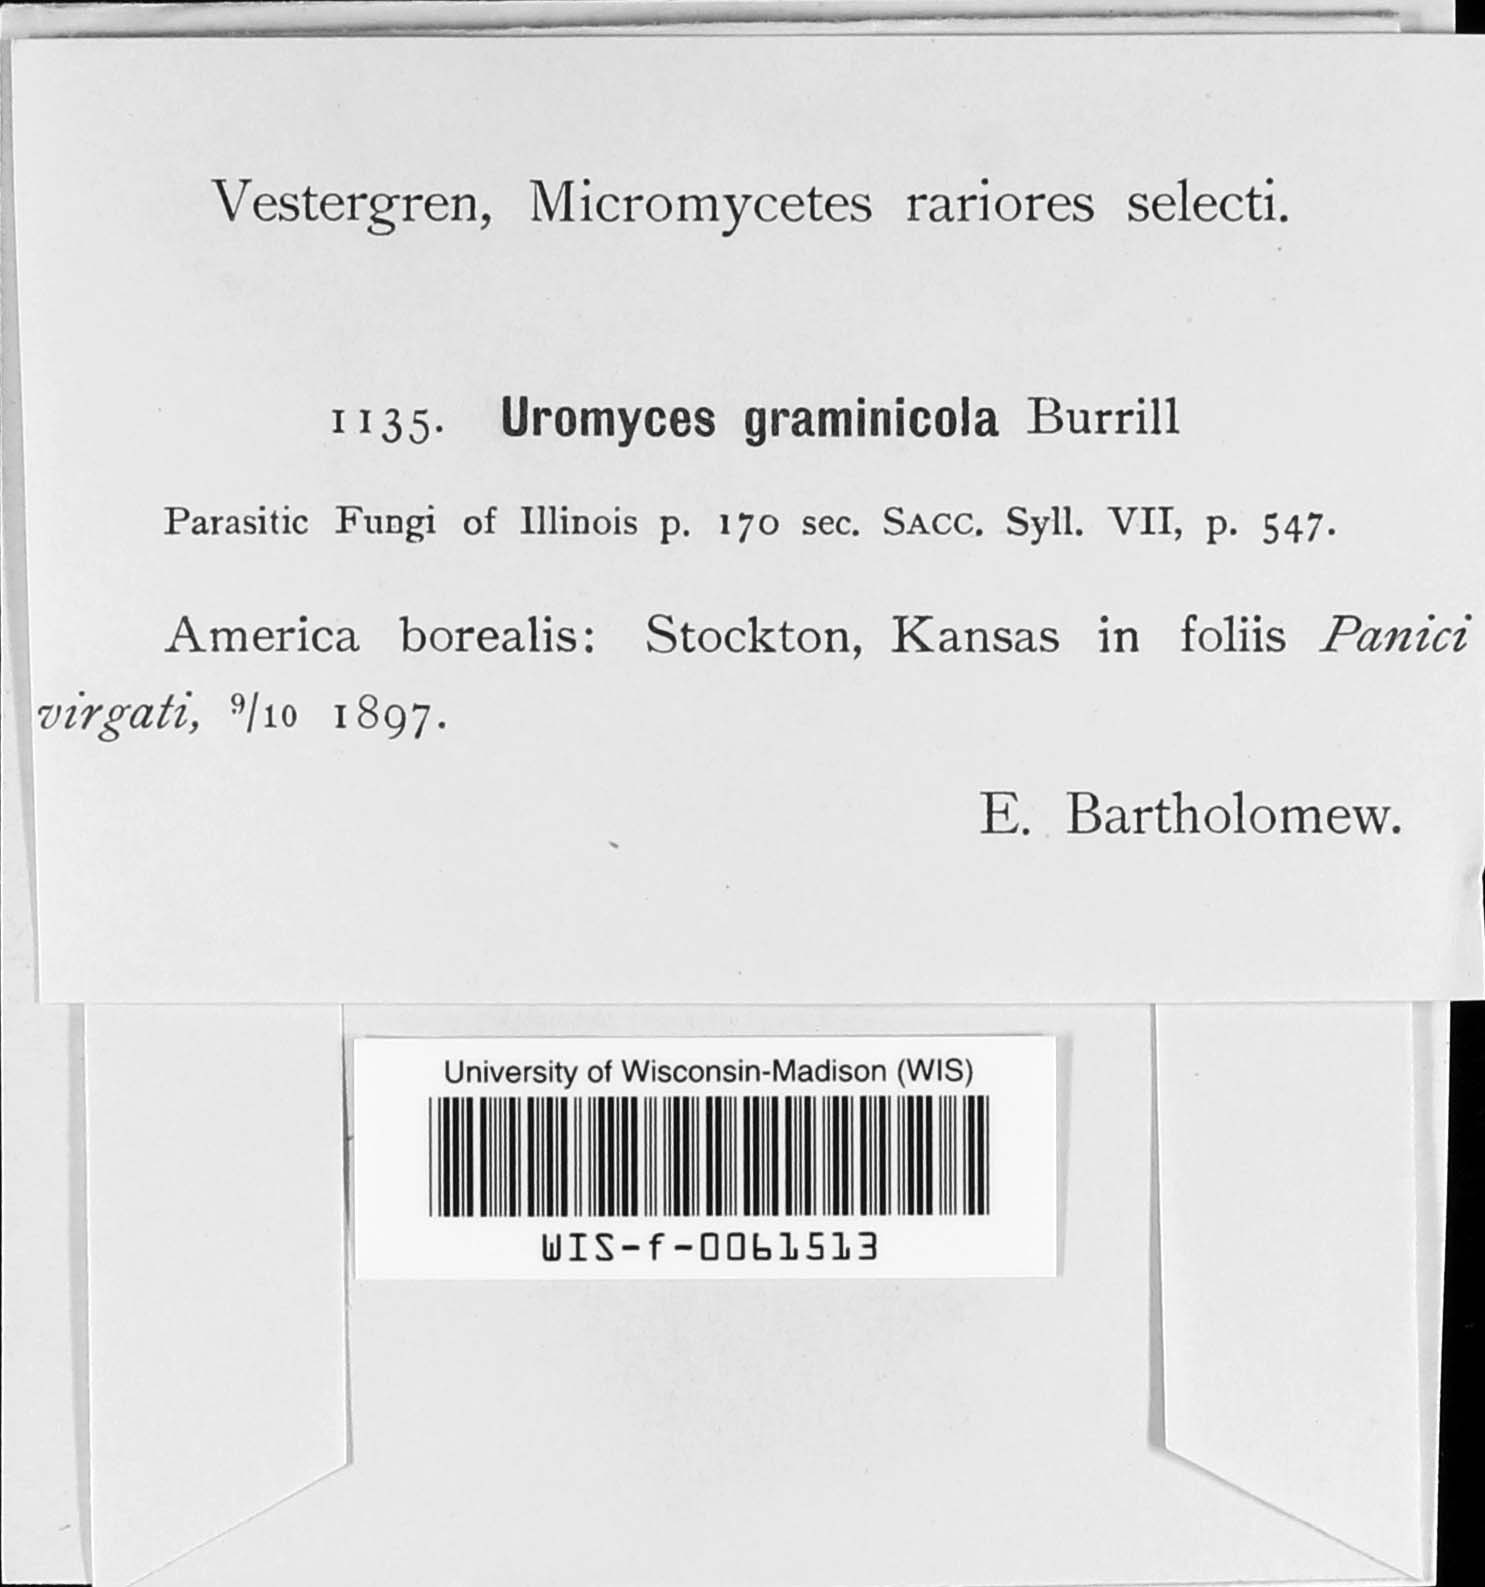 Vestergren, Micromycetes rariores selecti.
1135. Uromyces graminicola Burrill
Parasitic Fungi of Illinois p. 170 sec. SACC. Syll. VII, p. 547.
America borealis: Stockton, Kansas in foliis Panici
virgati, 9/10 1897.
E. Bartholomew.
University of Wisconsin-Madison (WIS)
WIS-f-0061513